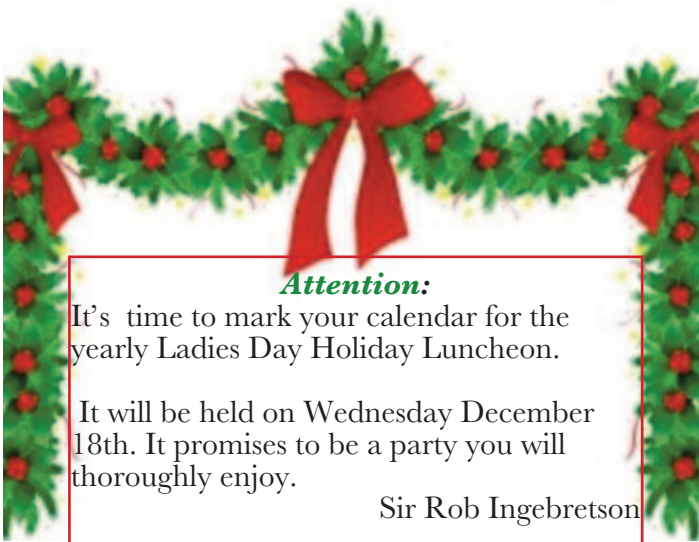 Attention:
It’s  time to mark your calendar for the
yearly Ladies Day Holiday Luncheon.
It will be held on Wednesday December
18th. It promises to be a party you will
thoroughly enjoy.
Sir Rob Ingebretson